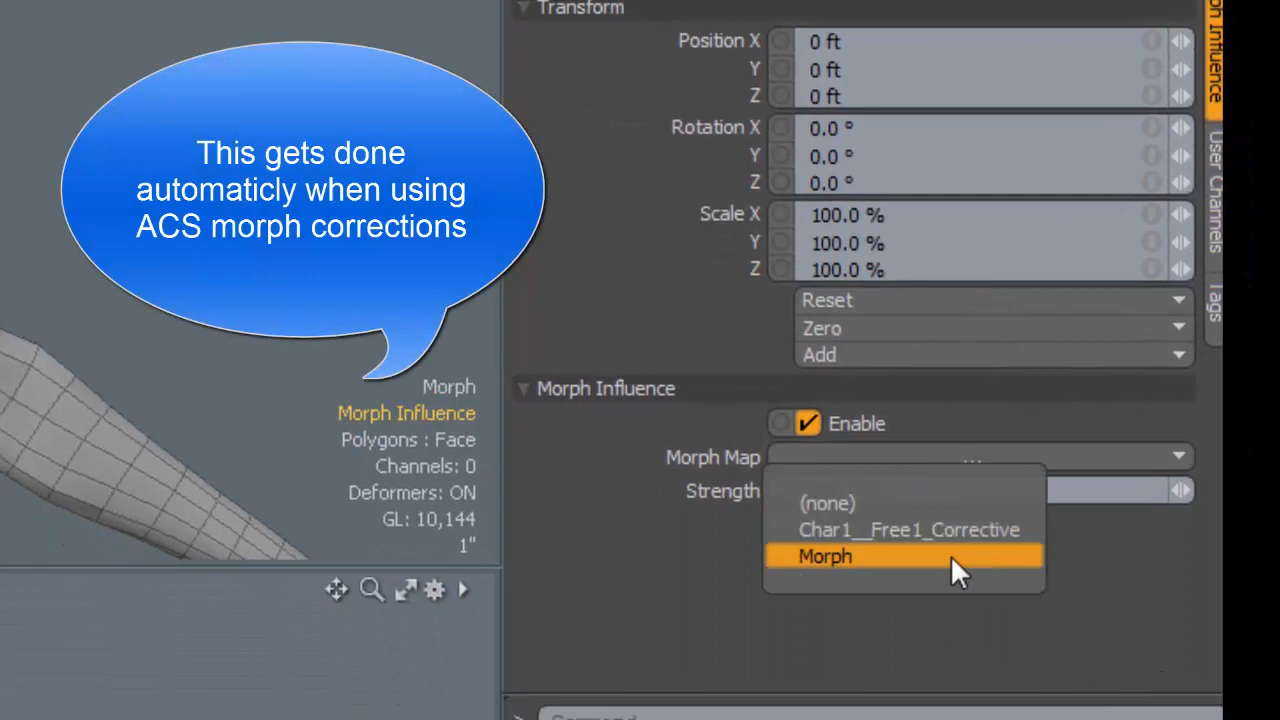 Transform
Position X 0 ft
Y 0 ft
Z 0 ft
Rotation X 0.0 °
Y 0.0 °
Z 0.0 °
Scale X 100.0 %
Y 100.0 %
Z 100.0 %
Reset
Zero
Add
Morph Influence
Enable
Morph Map ...
Strength
(none)
Char1__Free1_Corrective
Morph
This gets done
automaticly when using
ACS morph corrections
Morph
Morph Influence
Polygons : Face
Channels: 0
Deformers: ON
GL: 10,144
1"
Influence
User Channels
Tags
Command